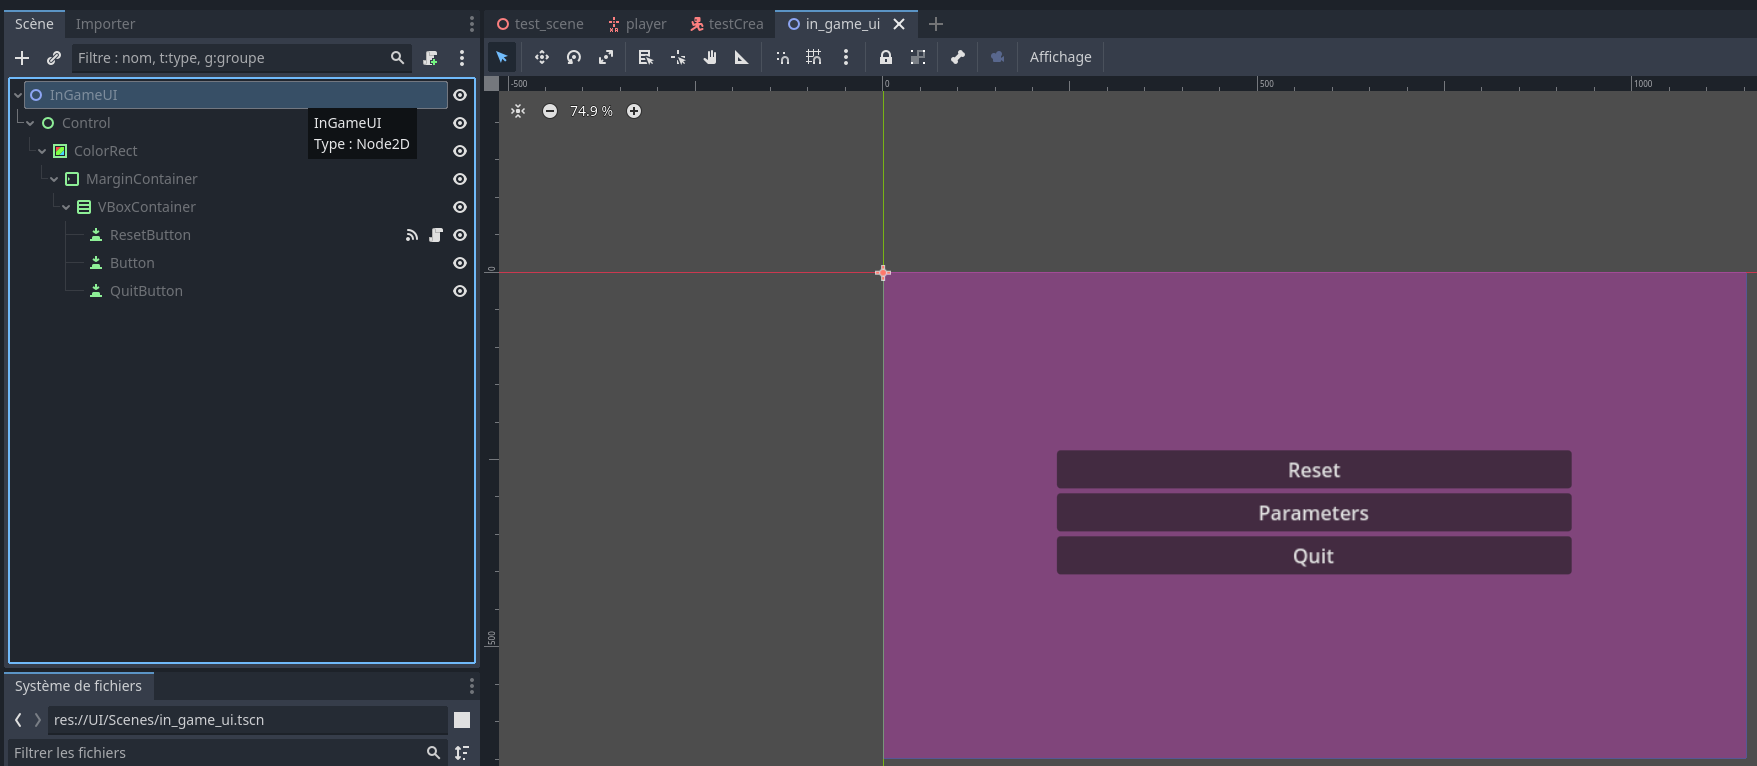 Scène
Importer
test_scene
player
testCrea
in_game_ui
Filtre : nom, t:type, g:groupe
Affichage
InGameUI
Control
ColorRect
MarginContainer
VBoxContainer
ResetButton
Button
QuitButton
InGameUI
Type : Node2D
-500
0
500
1000
74.9 %
0
500
Reset
Parameters
Quit
Système de fichiers
res://UI/Scenes/in_game_ui.tscn
Filtrer les fichiers